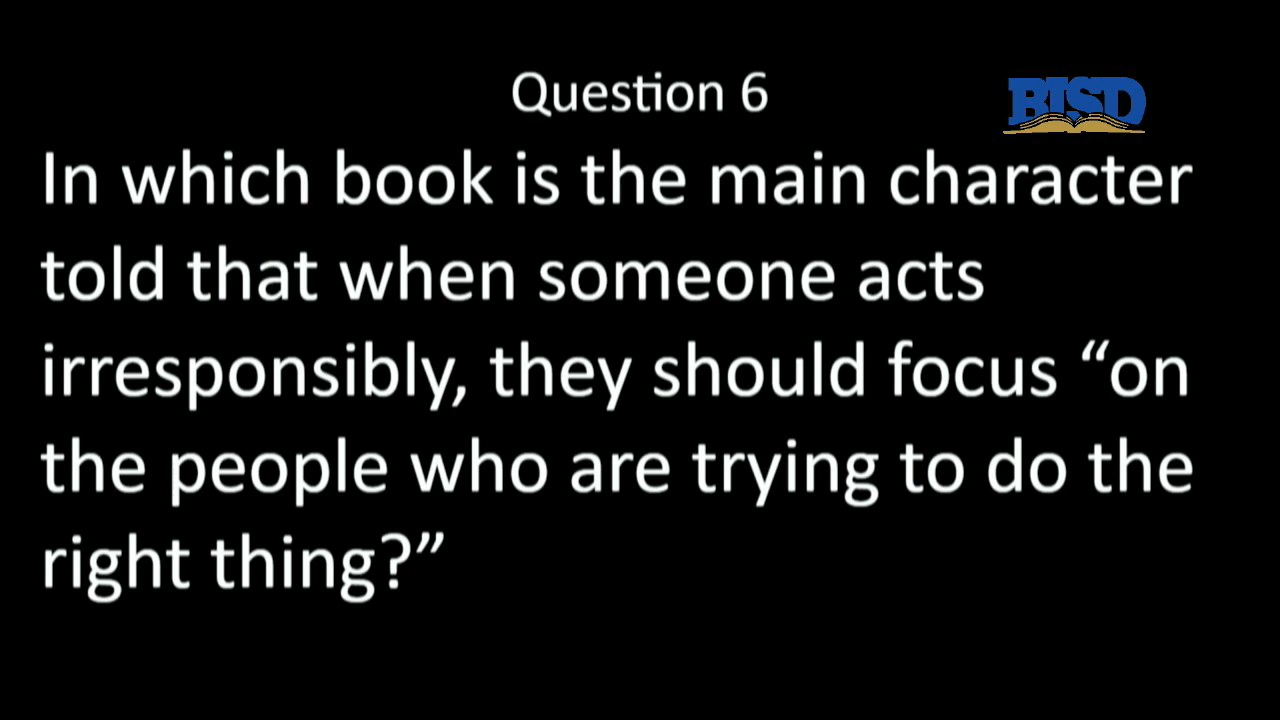 Question 6
BISD
In which book is the main character
told that when someone acts
irresponsibly, they should focus “on
the people who are trying to do the
right thing?”